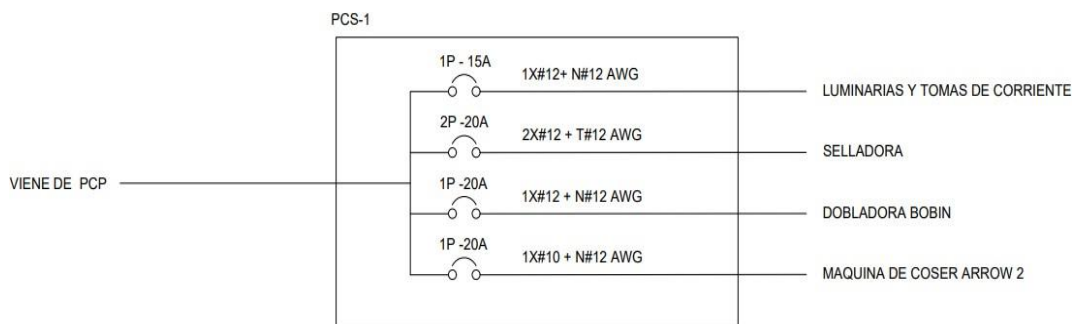 PCS-1
1P - 15A
1X#12+ N#12 AWG
LUMINARIAS Y TOMAS DE CORRIENTE
2P -20A
2X#12 + T#12 AWG
SELLADORA
VIENE DE PCP
1P -20A
1X#12 + N#12 AWG
DOBLADORA BOBIN
1P -20A
1X#10 + N#12 AWG
MAQUINA DE COSER ARROW 2